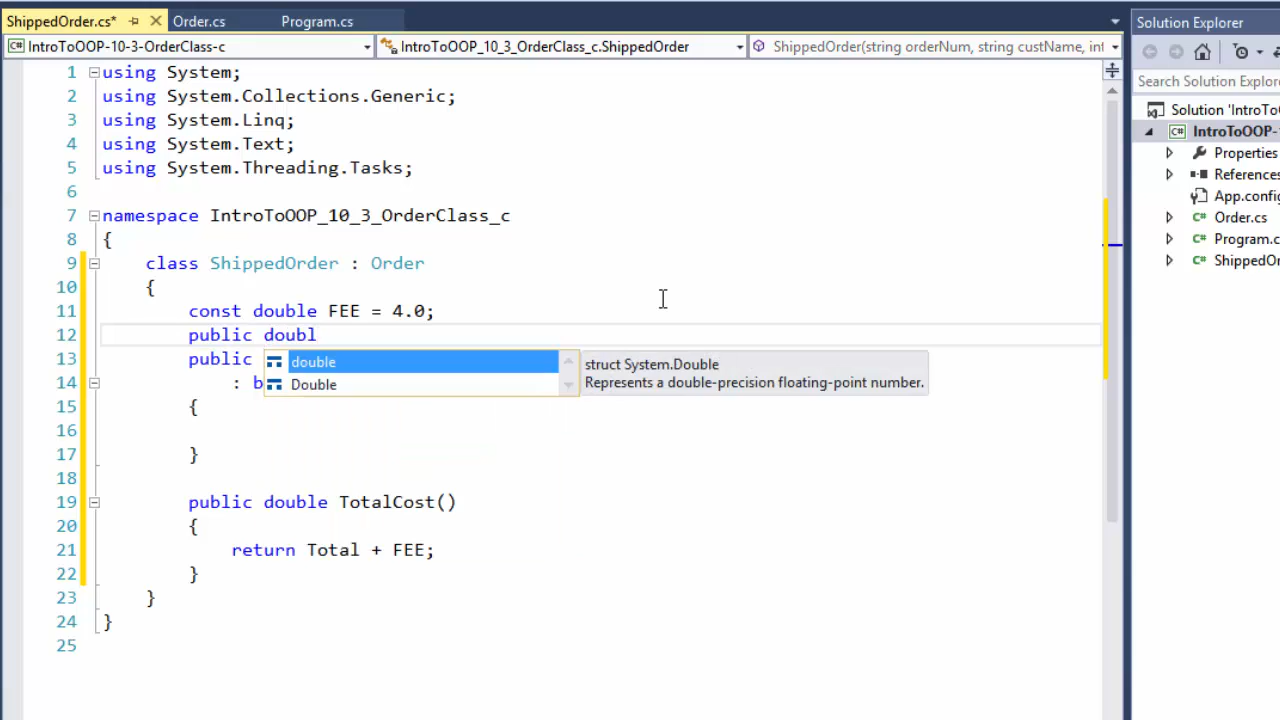 ShippedOrder.cs* Order.cs Program.cs Solution Explorer
IntroToOOP-10-3-OrderClass-c IntroToOOP_10_3_OrderClass_c.ShippedOrder ShippedOrder(string orderNum, string custName, int
Search Solution Explor
Solution 'IntroTo
IntroToOOP-
Properties
References
App.config
Order.cs
Program.c
ShippedOr
1 using System;
2 using System.Collections.Generic;
3 using System.Linq;
4 using System.Text;
5 using System.Threading.Tasks;
6
7 namespace IntroToOOP_10_3_OrderClass_c
8 {
9 class ShippedOrder : Order
10 {
11 const double FEE = 4.0;
12 public doubl
13 public
14 : b
double
Double
struct System.Double
Represents a double-precision floating-point number.
15 {
16
17 }
18
19 public double TotalCost()
20 {
21 return Total + FEE;
22 }
23 }
24 }
25